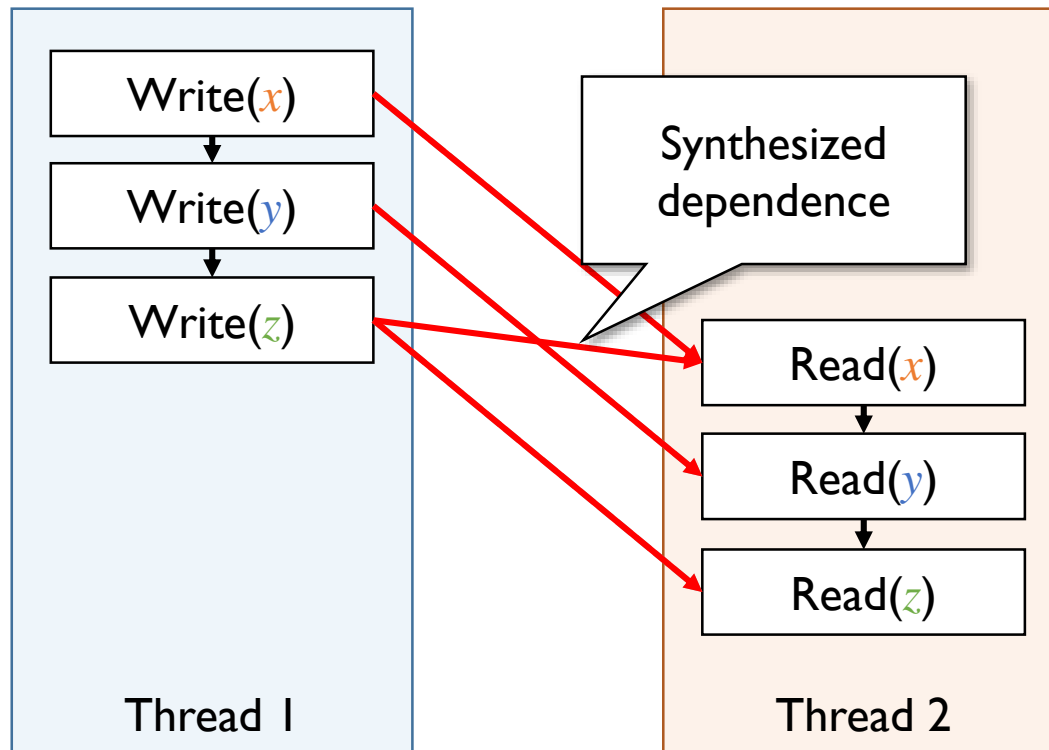 Write(x)
Write(y)
Write(z)
Thread 1
Synthesized
dependence
Read(x)
Read(y)
Read(z)
Thread 2